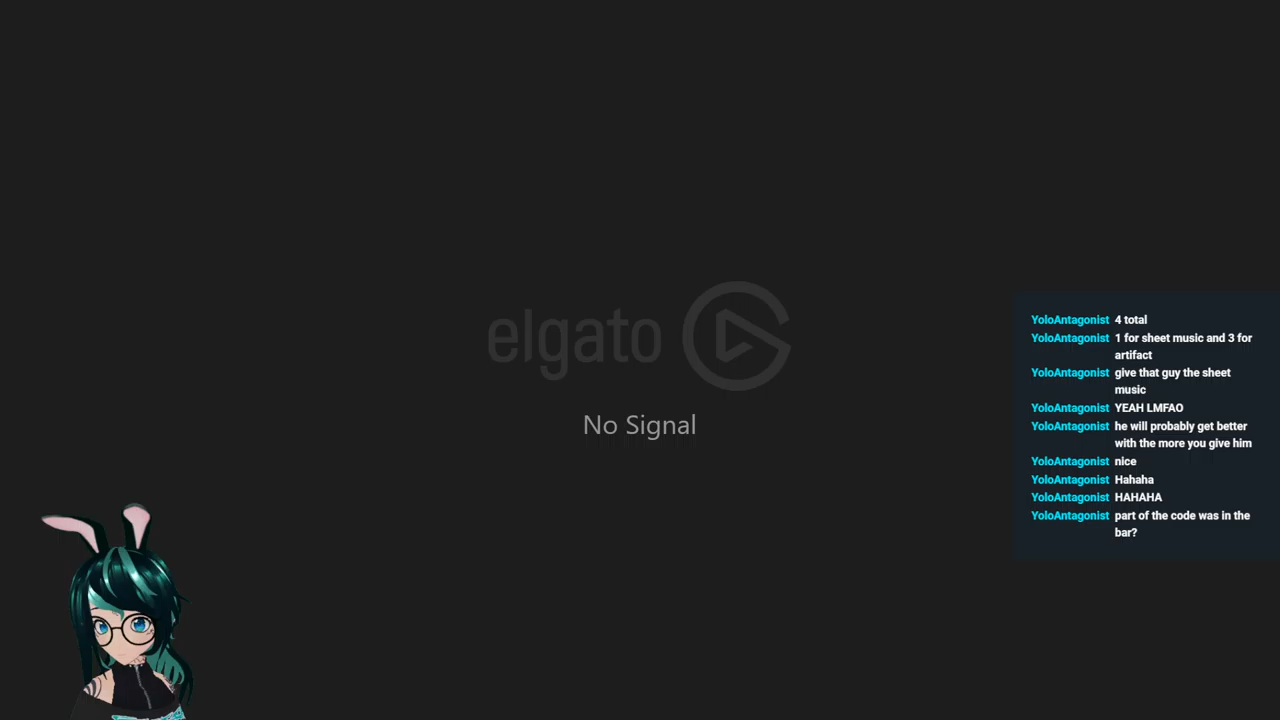 elgato
No Signal
YoloAntagonist 4 total
YoloAntagonist 1 for sheet music and 3 for
artifact
YoloAntagonist give that guy the sheet
music
YoloAntagonist YEAH LMFAO
YoloAntagonist he will probably get better
with the more you give him
YoloAntagonist nice
YoloAntagonist Hahaha
YoloAntagonist HAHAHA
YoloAntagonist part of the code was in the
bar?